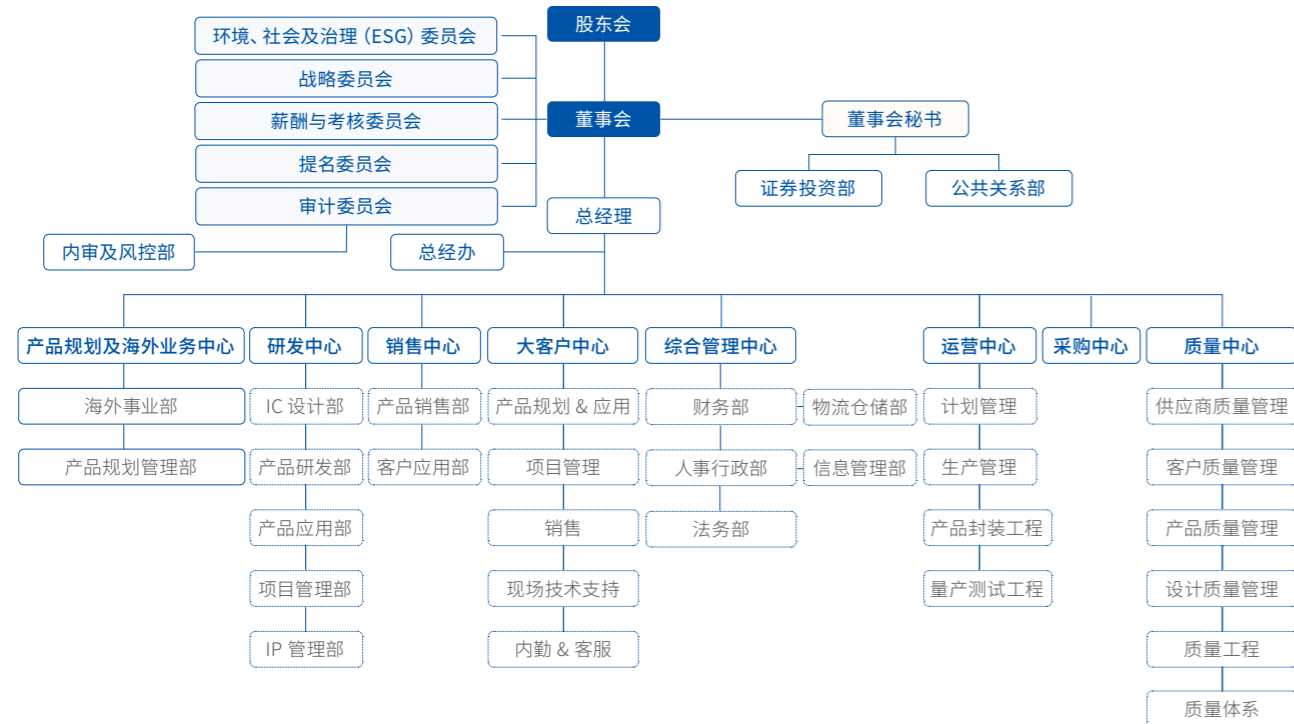 股东会
环境、社会及治理（ESG）委员会
战略委员会
薪酬与考核委员会
提名委员会
审计委员会
董事会
董事会秘书
证券投资部
公共关系部
总经理
内审及风控部
总经办
产品规划及海外业务中心
海外事业部
产品规划管理部
研发中心
IC 设计部
产品研发部
产品应用部
项目管理部
IP 管理部
销售中心
产品销售部
客户应用部
大客户中心
产品规划 & 应用
项目管理
销售
现场技术支持
内勤 & 客服
综合管理中心
财务部
物流仓储部
人事行政部
信息管理部
法务部
运营中心
计划管理
生产管理
产品封装工程
量产测试工程
采购中心
质量中心
供应商质量管理
客户质量管理
产品质量管理
设计质量管理
质量工程
质量体系